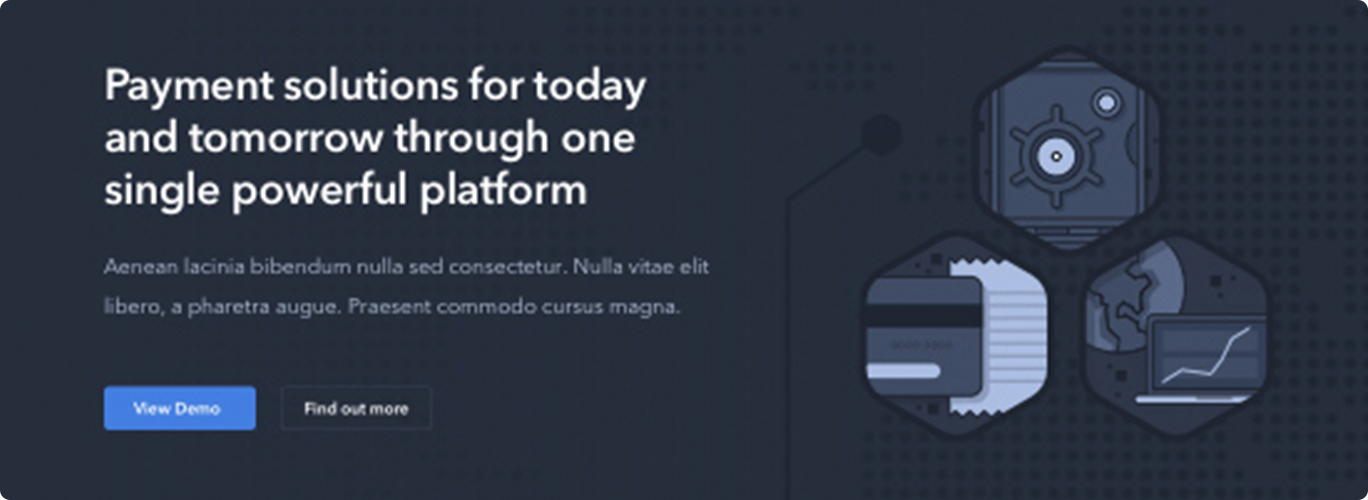 Payment solutions for today
and tomorrow through one
single powerful platform
Aenean lacinia bibendum nulla sed consectetur. Nulla vitae elit
libero, a pharetra augue. Praesent commodo cursus magna.
View Demo
Find out more